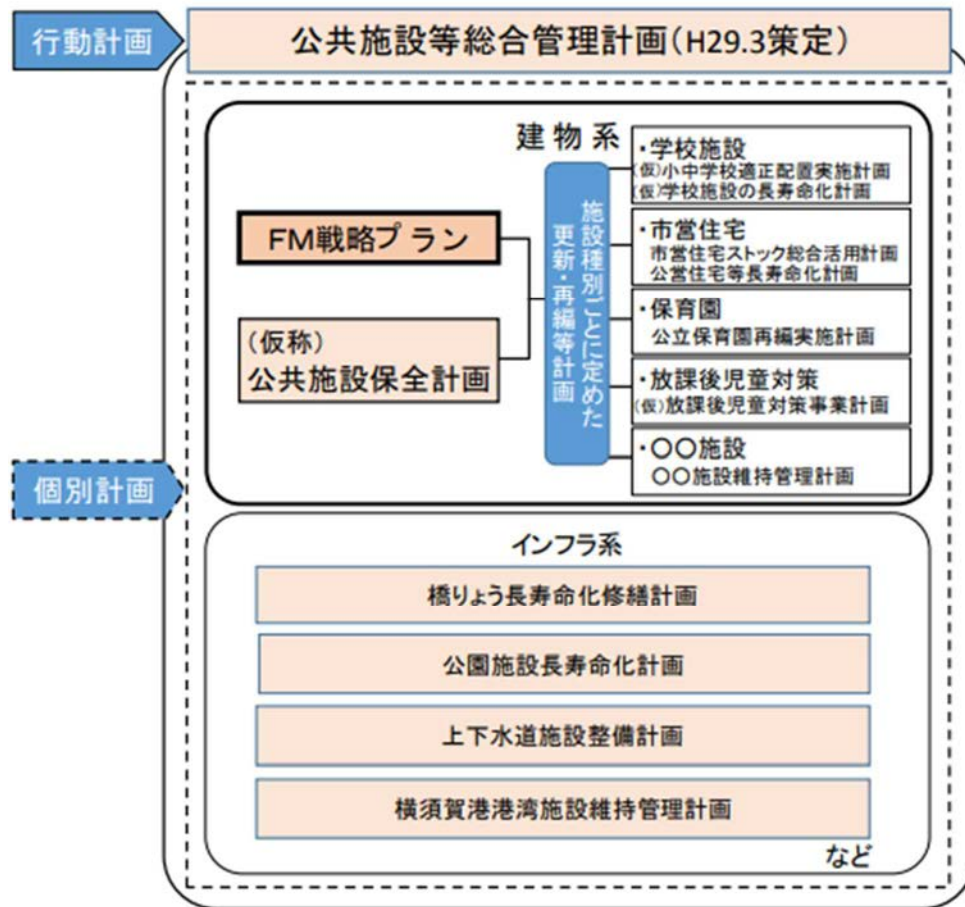 行動計画
公共施設等総合管理計画(H29.3策定)
建物系
FM戦略プラン
(仮称)
公共施設保全計画
施設種別ごとに定めた
更新・再編等計画
・学校施設
(仮)小中学校適正配置実施計画
(仮)学校施設の長寿命化計画
・市営住宅
市営住宅ストック総合活用計画
公営住宅等長寿命化計画
・保育園
公立保育園再編実施計画
・放課後児童対策
(仮)放課後児童対策事業計画
・〇〇施設
〇〇施設維持管理計画
個別計画
インフラ系
橋りょう長寿命化修繕計画
公園施設長寿命化計画
上下水道施設整備計画
横須賀港港湾施設維持管理計画
など